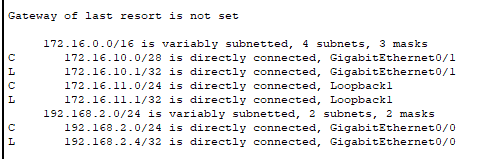 Gateway of last resort is not set
172.16.0.0/16 is variably subnetted, 4 subnets, 3 masks
C 172.16.10.0/28 is directly connected, GigabitEthernet0/1
L 172.16.10.1/32 is directly connected, GigabitEthernet0/1
C 172.16.11.0/24 is directly connected, Loopback1
L 172.16.11.1/32 is directly connected, Loopback1
192.168.2.0/24 is variably subnetted, 2 subnets, 2 masks
C 192.168.2.0/24 is directly connected, GigabitEthernet0/0
L 192.168.2.4/32 is directly connected, GigabitEthernet0/0